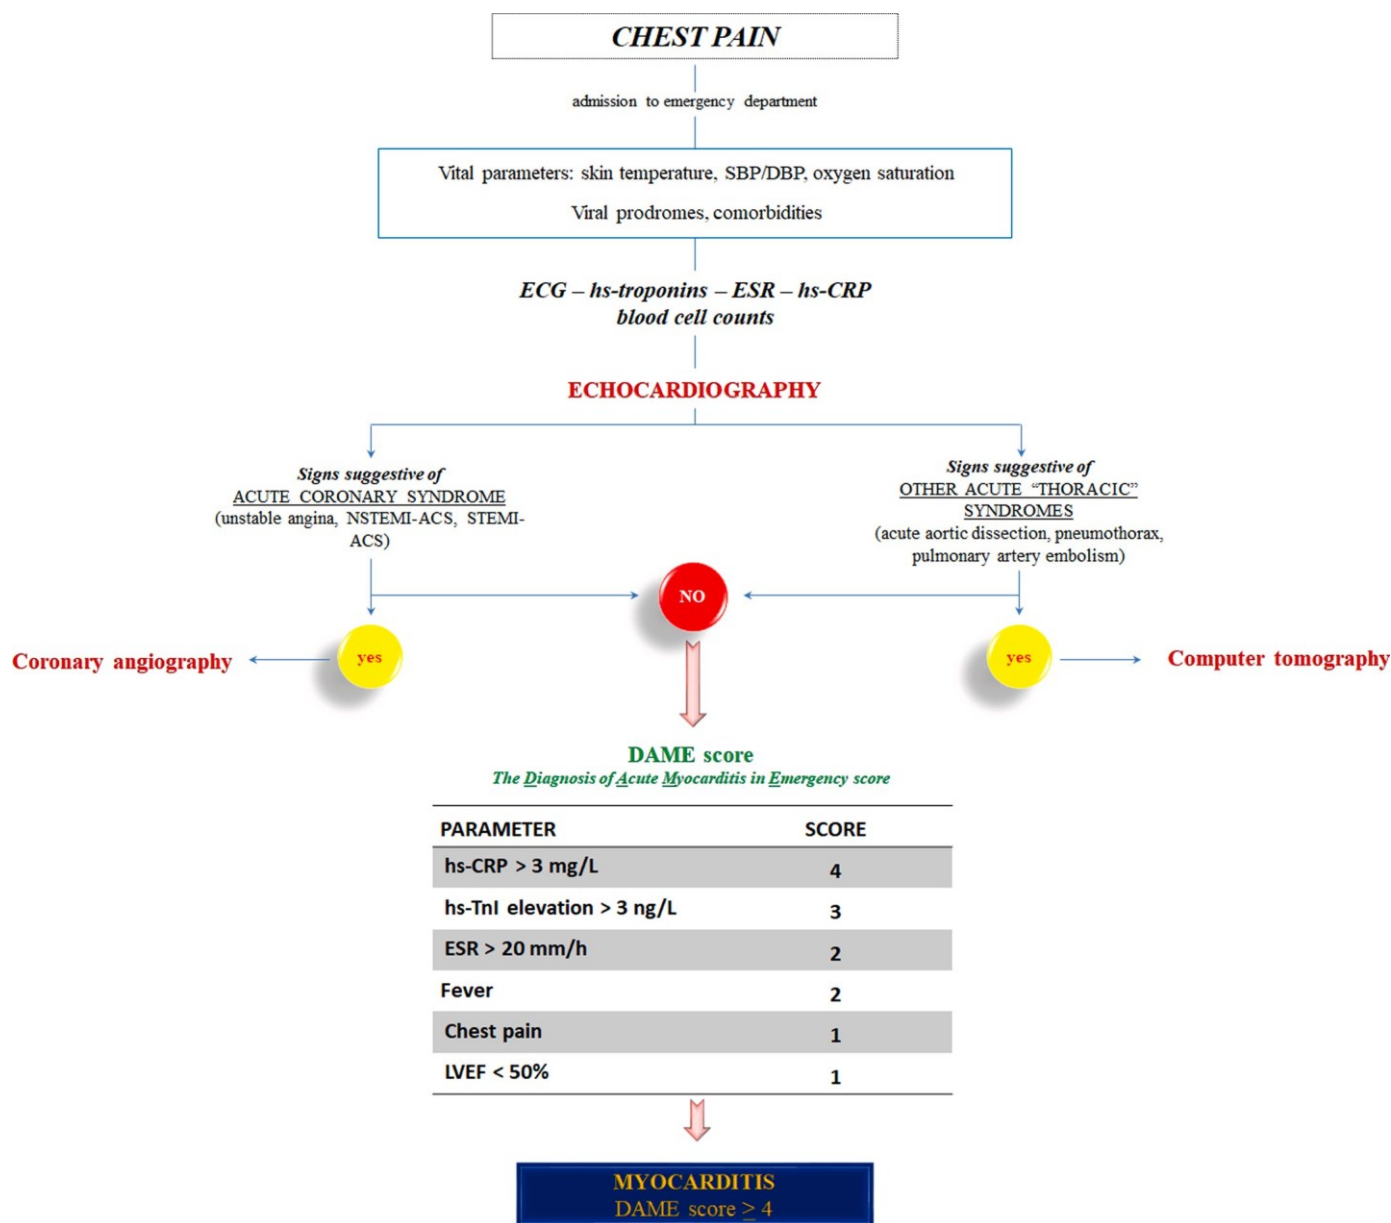 CHEST PAIN
admission to emergency department
Vital parameters: skin temperature, SBP/DBP, oxygen saturation
Viral prodromes, comorbidities
ECG – hs-troponins – ESR – hs-CRP
blood cell counts
ECHOCARDIOGRAPHY
Signs suggestive of
ACUTE CORONARY SYNDROME
(unstable angina, NSTEMI-ACS, STEMI-
ACS)
Signs suggestive of
OTHER ACUTE “THORACIC”
SYNDROMES
(acute aortic dissection, pneumothorax,
pulmonary artery embolism)
NO
Coronary angiography
yes
yes
Computer tomography
DAME score
The Diagnosis of Acute Myocarditis in Emergency score
PARAMETER SCORE
hs-CRP > 3 mg/L 4
hs-TnI elevation > 3 ng/L 3
ESR > 20 mm/h 2
Fever 2
Chest pain 1
LVEF < 50% 1
MYOCARDITIS
DAME score ≥ 4